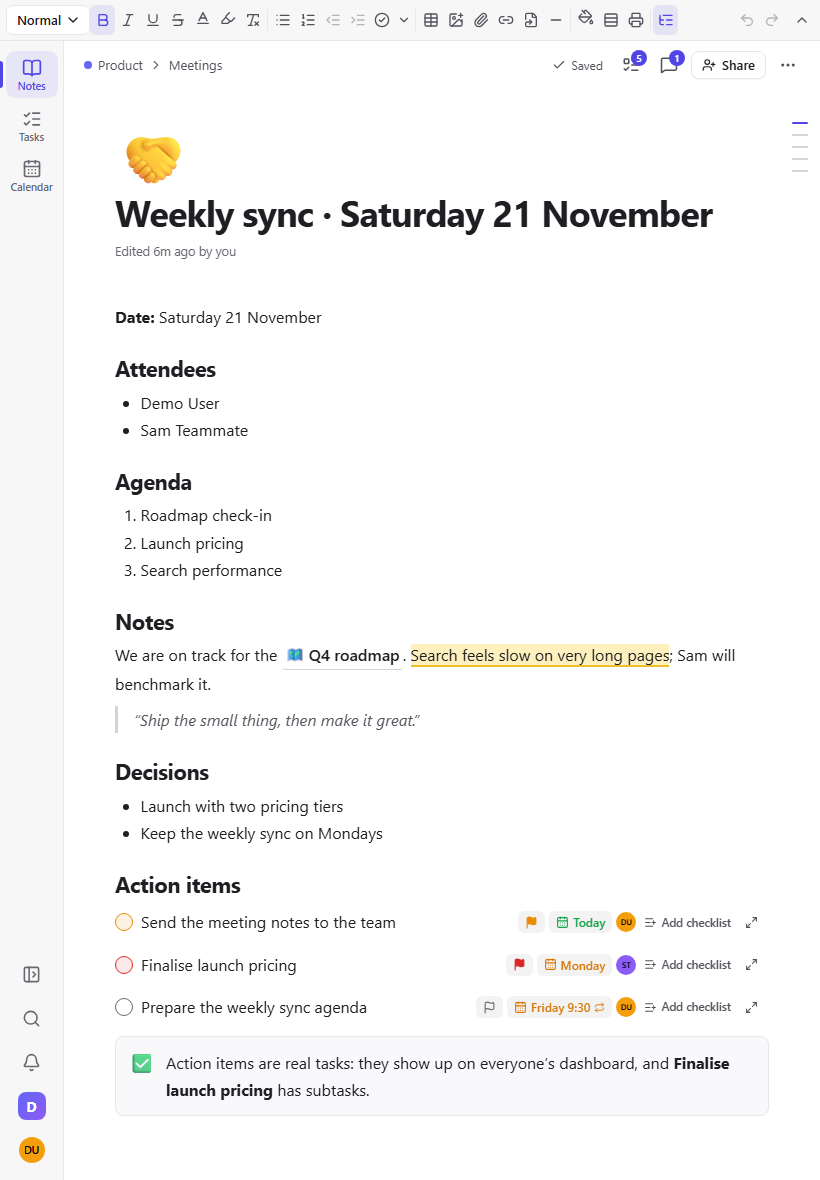 Normal
Notes
Tasks
Calendar
Product
Meetings
Saved
5
1
Share
Weekly sync · Saturday 21 November
Edited 6m ago by you
Date: Saturday 21 November
Attendees
• Demo User
• Sam Teammate
Agenda
1. Roadmap check-in
2. Launch pricing
3. Search performance
Notes
We are on track for the Q4 roadmap. Search feels slow on very long pages; Sam will
benchmark it.
“Ship the small thing, then make it great.”
Decisions
• Launch with two pricing tiers
• Keep the weekly sync on Mondays
Action items
Send the meeting notes to the team Today DU Add checklist
Finalise launch pricing Monday ST Add checklist
Prepare the weekly sync agenda Friday 9:30 DU Add checklist
Action items are real tasks: they show up on everyone’s dashboard, and Finalise
launch pricing has subtasks.
D
DU